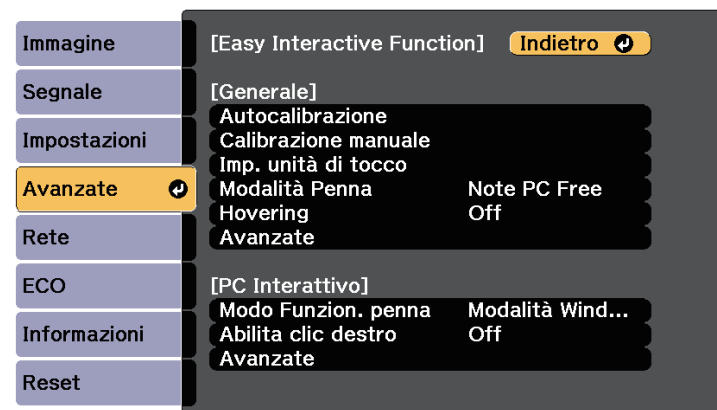 Immagine
Segnale
Impostazioni
Avanzate
Rete
ECO
Informazioni
Reset
[Easy Interactive Function] Indietro
[Generale]
Autocalibrazione
Calibrazione manuale
Imp. unità di tocco
Modalità Penna Note PC Free
Hovering Off
Avanzate
[PC Interattivo]
Modo Funzion. penna Modalità Wind...
Abilita clic destro Off
Avanzate